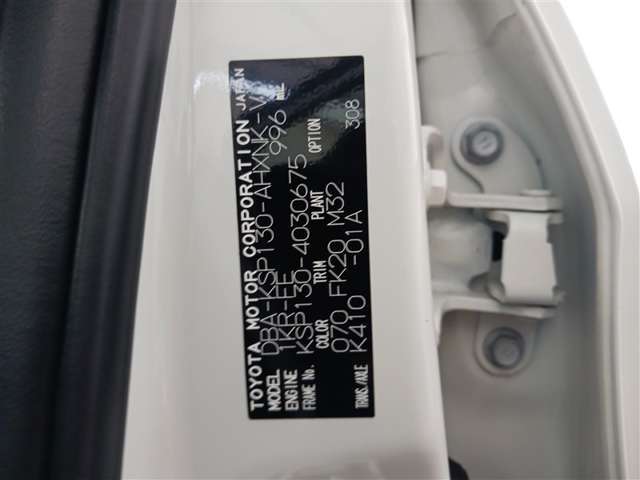 TOYOTA MOTOR CORPORATION JAPAN
MODEL DBA-KSP130-AHXNK-V
ENGINE 1KR-EE 996 ML
FRAME No. KSP130-4030675
COLOR TRIM PLANT OPTION
070 FK20 M32 308
TRANS./AXLE K410 -01A